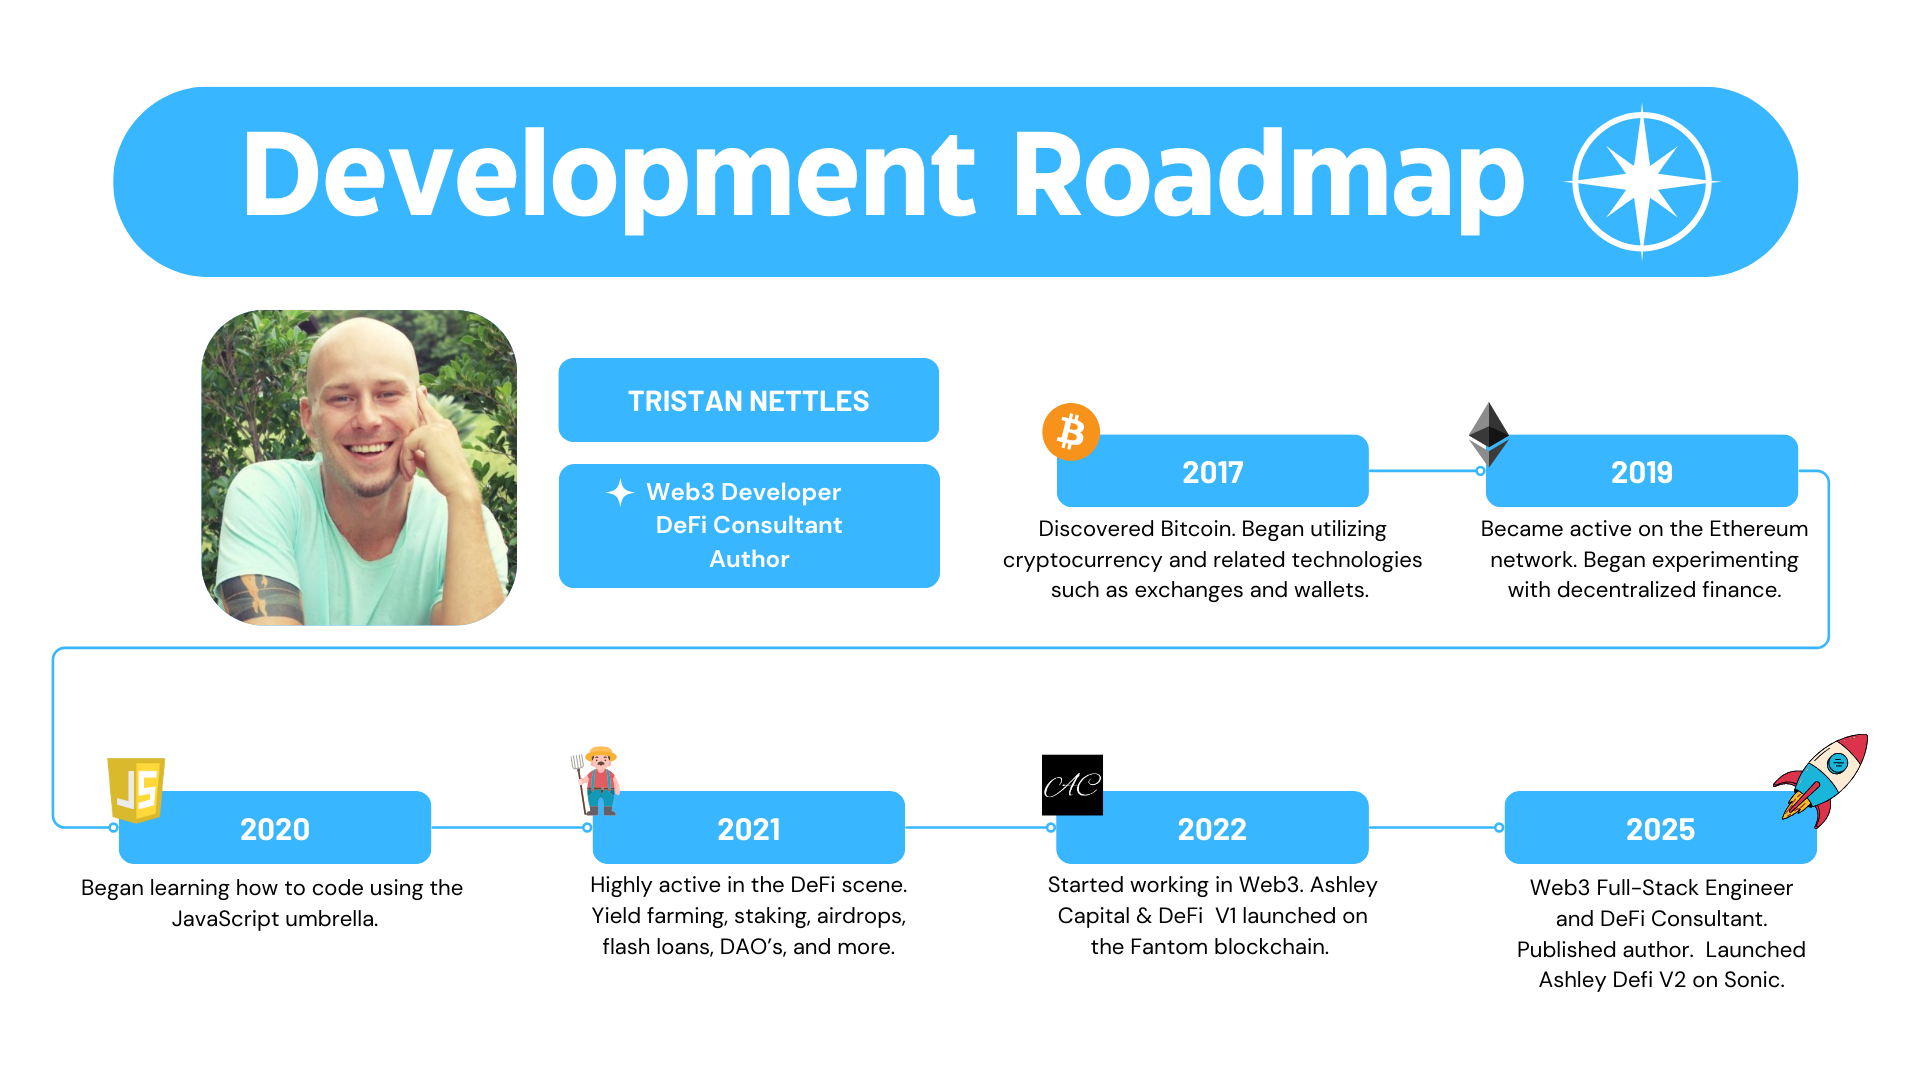 Development Roadmap
TRISTAN NETTLES
Web3 Developer
DeFi Consultant
Author
2017
Discovered Bitcoin. Began utilizing
cryptocurrency and related technologies
such as exchanges and wallets.
2019
Became active on the Ethereum
network. Began experimenting
with decentralized finance.
JS
2020
Began learning how to code using the
JavaScript umbrella.
2021
Highly active in the DeFi scene.
Yield farming, staking, airdrops,
flash loans, DAO’s, and more.
AC
2022
Started working in Web3. Ashley
Capital & DeFi  V1 launched on
the Fantom blockchain.
2025
Web3 Full-Stack Engineer
and DeFi Consultant.
Published author.  Launched
Ashley Defi V2 on Sonic.